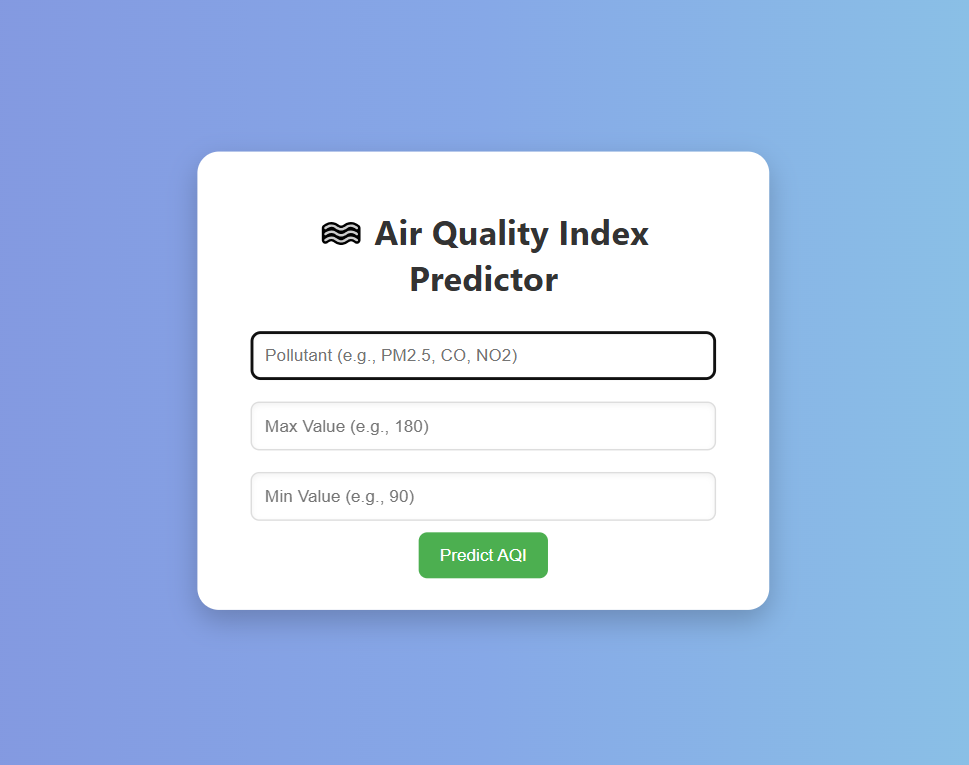 Air Quality Index
Predictor
Pollutant (e.g., PM2.5, CO, NO2)
Max Value (e.g., 180)
Min Value (e.g., 90)
Predict AQI